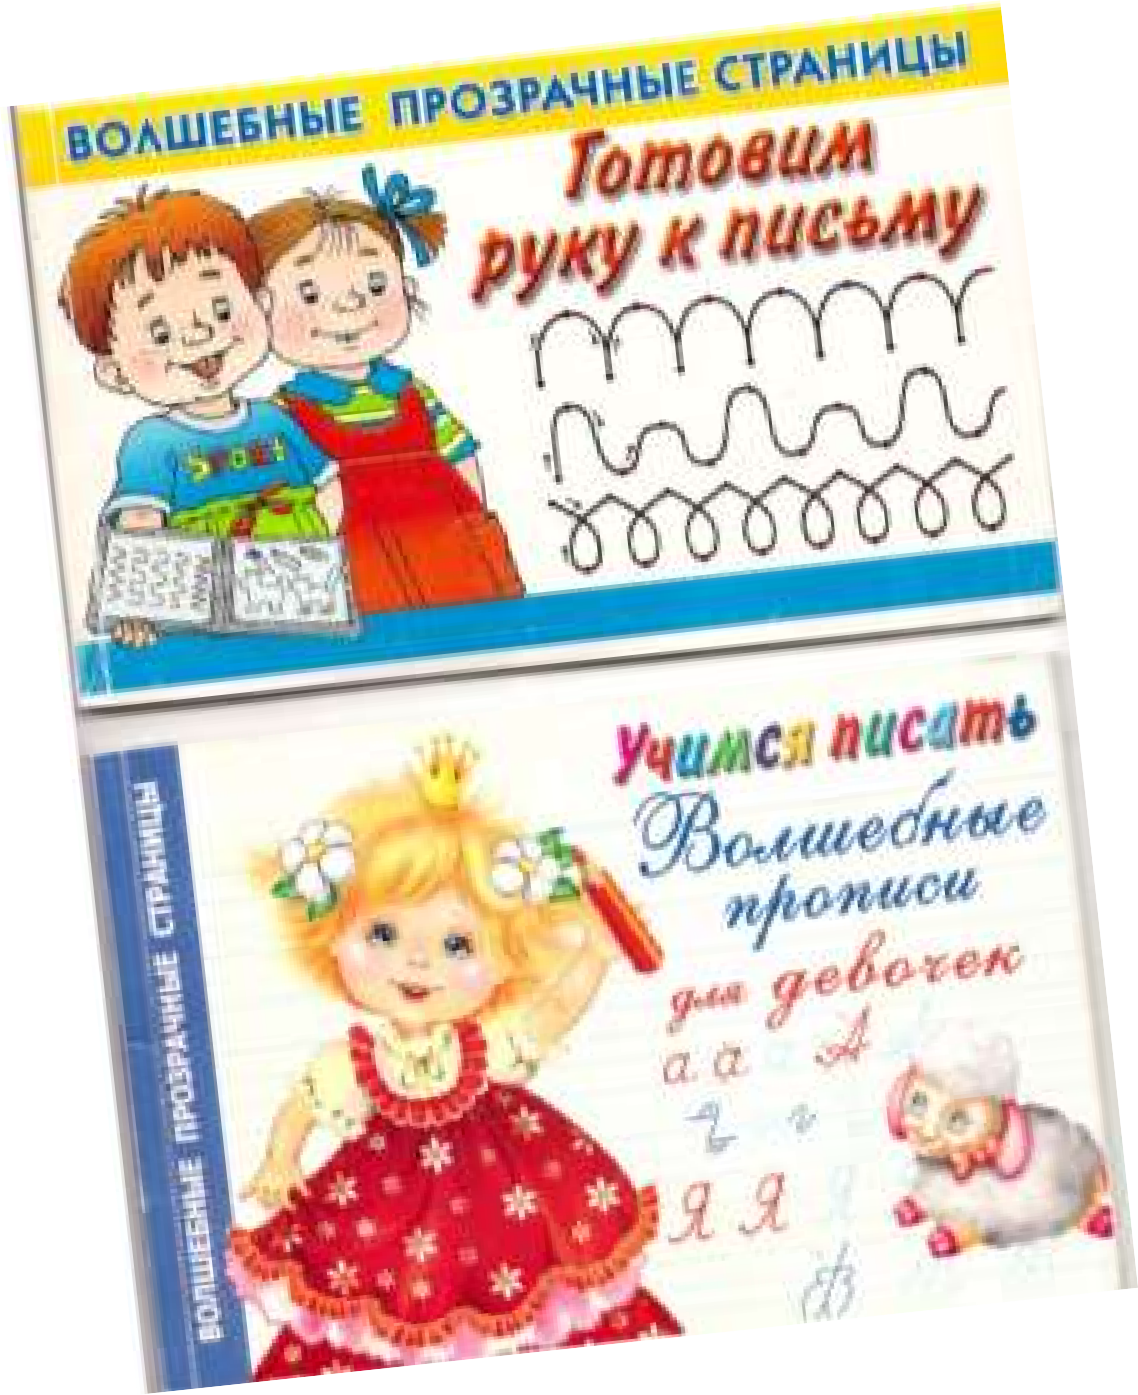 ВОЛШЕБНЫЕ ПРОЗРАЧНЫЕ СТРАНИЦЫ
Готовим
руку к письму
ВОЛШЕБНЫЕ ПРОЗРАЧНЫЕ СТРАНИЦЫ
Учимся писать
Волшебные
прописи
для девочек
а а А
Я Я